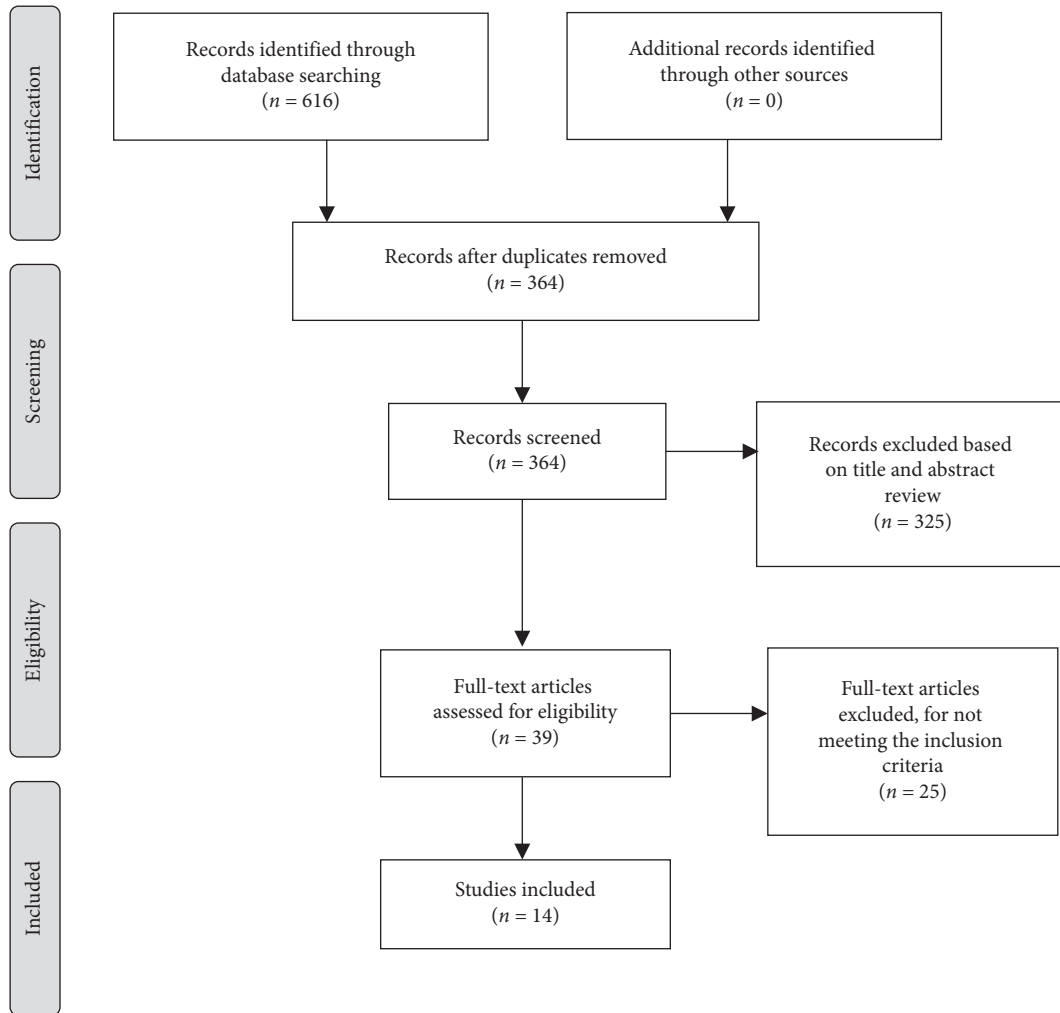 Identification
Records identified through
database searching
(n = 616)
Additional records identified
through other sources
(n = 0)
Records after duplicates removed
(n = 364)
Screening
Records screened
(n = 364)
Records excluded based
on title and abstract
review
(n = 325)
Eligibility
Full-text articles
assessed for eligibility
(n = 39)
Full-text articles
excluded, for not
meeting the inclusion
criteria
(n = 25)
Included
Studies included
(n = 14)